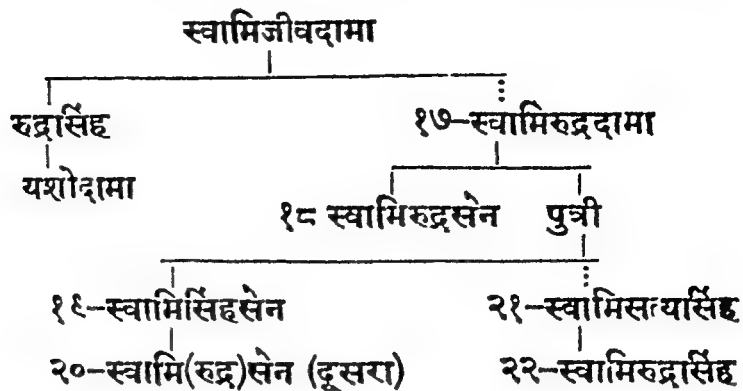 स्वामिजीवदामा
रुद्रसिंह १७-स्वामिरुद्रदामा
यशोदामा
१८ स्वामिरुद्रसेन पुत्री
१९-स्वामिसिंहसेन २१-स्वामिसत्यसिंह
२०-स्वामि(रुद्र)सेन (दूसरा) २२-स्वामिरुद्रसिंह